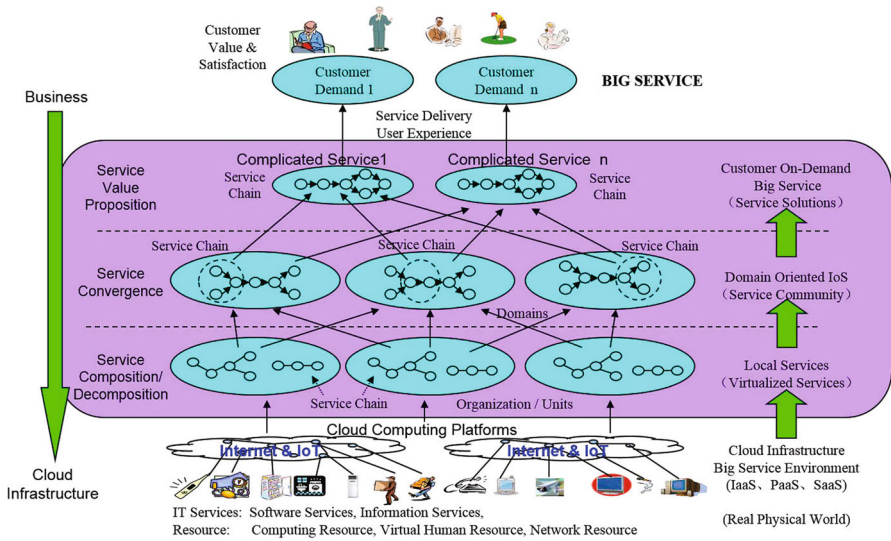 Customer
Value &
Satisfaction
Customer
Demand 1
Customer
Demand n
BIG SERVICE
Business
Service Delivery
User Experience
Complicated Service1
Complicated Service n
Service
Value
Proposition
Service
Chain
Service
Chain
Customer On-Demand
Big Service
（Service Solutions）
Service Chain
Service Chain
Service Chain
Service
Convergence
Domain Oriented IoS
（Service Community）
Domains
Service
Composition/
Decomposition
Local Services
（Virtualized Services）
Service Chain
Organization / Units
Cloud Computing Platforms
Internet & IoT
Internet & IoT
Cloud
Infrastructure
Cloud Infrastructure
Big Service Environment
（IaaS、PaaS、SaaS）
(Real Physical World)
IT Services: Software Services, Information Services,
Resource: Computing Resource, Virtual Human Resource, Network Resource